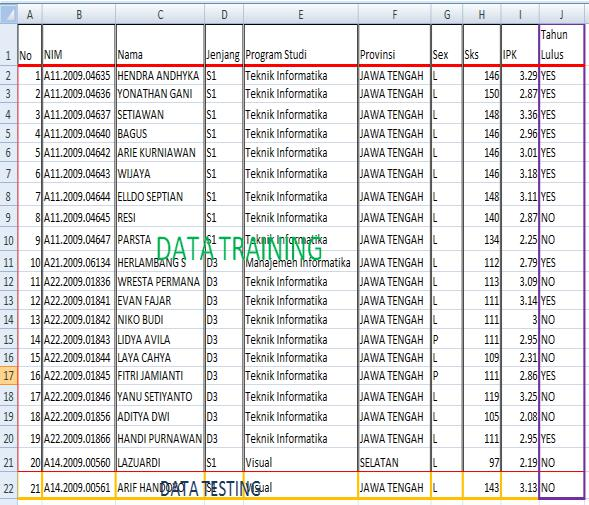 A B C D E F G H I J
1 No NIM Nama Jenjang Program Studi Provinsi Sex Sks IPK Tahun Lulus
2 1 A11.2009.04635 HENDRA ANDHYKA S1 Teknik Informatika JAWA TENGAH L 146 3.29 YES
3 2 A11.2009.04636 YONATHAN GANI S1 Teknik Informatika JAWA TENGAH L 150 2.87 YES
4 3 A11.2009.04637 SETIAWAN S1 Teknik Informatika JAWA TENGAH L 148 3.36 YES
5 4 A11.2009.04640 BAGUS S1 Teknik Informatika JAWA TENGAH L 146 2.96 YES
6 5 A11.2009.04642 ARIE KURNIAWAN S1 Teknik Informatika JAWA TENGAH L 146 3.01 YES
7 6 A11.2009.04643 WIJAYA S1 Teknik Informatika JAWA TENGAH L 146 3.18 YES
8 7 A11.2009.04644 ELLDO SEPTIAN S1 Teknik Informatika JAWA TENGAH L 148 3.11 YES
9 8 A11.2009.04645 RESI S1 Teknik Informatika JAWA TENGAH L 140 2.87 NO
10 9 A11.2009.04647 PARSTA S1 Teknik Informatika JAWA TENGAH L 134 2.25 NO
DATA TRAINING
11 10 A21.2009.06134 HERLAMBANG S D3 Manajemen Informatika JAWA TENGAH L 112 2.79 YES
12 11 A22.2009.01836 WRESTA PERMANA D3 Teknik Informatika JAWA TENGAH L 113 3.09 NO
13 12 A22.2009.01841 EVAN FAJAR D3 Teknik Informatika JAWA TENGAH L 111 3.14 YES
14 13 A22.2009.01842 NIKO BUDI D3 Teknik Informatika JAWA TENGAH L 111 3 NO
15 14 A22.2009.01843 LIDYA AVILA D3 Teknik Informatika JAWA TENGAH P 111 2.95 NO
16 15 A22.2009.01844 LAYA CAHYA D3 Teknik Informatika JAWA TENGAH L 109 2.31 NO
17 16 A22.2009.01845 FITRI JAMIANTI D3 Teknik Informatika JAWA TENGAH P 111 2.86 YES
18 17 A22.2009.01846 YANU SETIYANTO D3 Teknik Informatika JAWA TENGAH L 119 3.25 NO
19 18 A22.2009.01856 ADITYA DWI D3 Teknik Informatika JAWA TENGAH L 105 2.08 NO
20 19 A22.2009.01866 HANDI PURNAWAN D3 Teknik Informatika JAWA TENGAH L 111 2.95 YES
21 20 A14.2009.00560 LAZUARDI S1 Visual SELATAN L 97 2.19 NO
22 21 A14.2009.00561 ARIF S1 Visual JAWA TENGAH L 143 3.13 NO
DATA TESTING